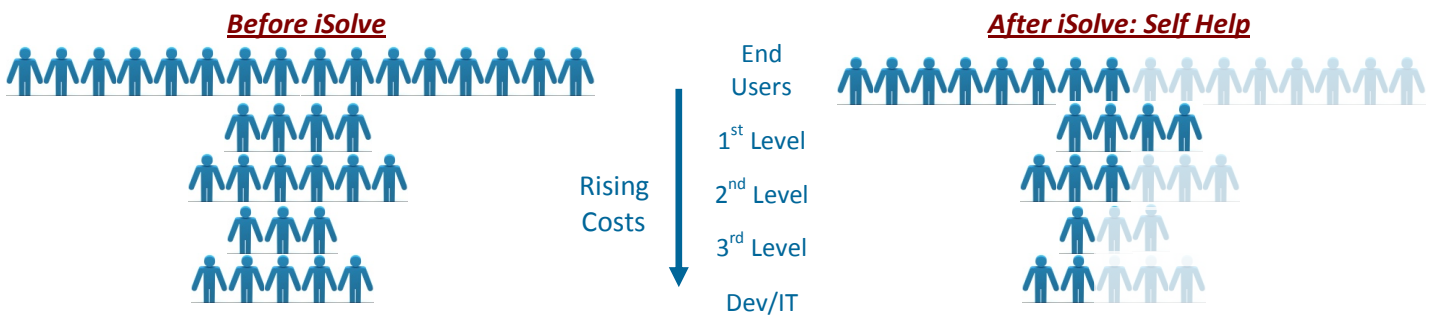 Before iSolve
After iSolve: Self Help
End
Users
1st Level
Rising
Costs
2nd Level
3rd Level
Dev/IT